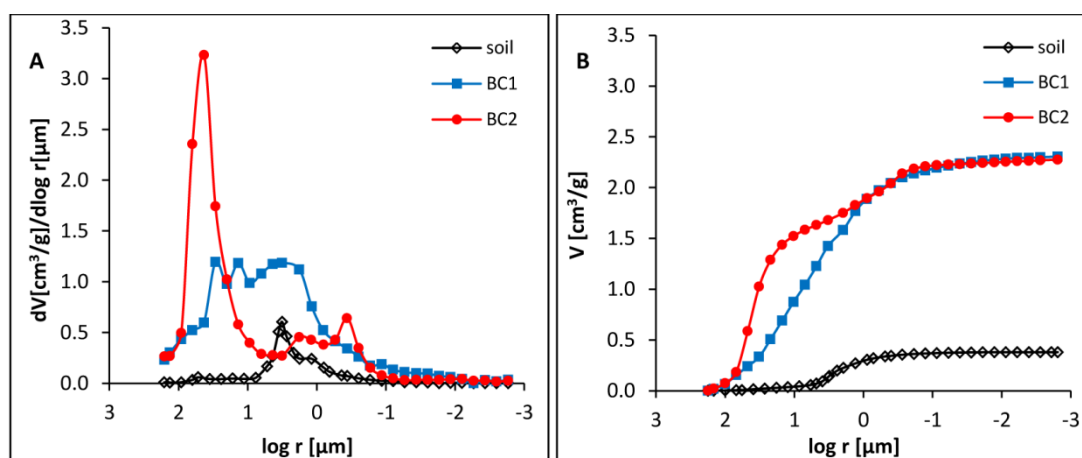 A
soil
BC1
BC2
3.5
3.0
2.5
2.0
1.5
1.0
0.5
0.0
dV[cm³/g]/dlog r[µm]
3 2 1 0 -1 -2 -3
log r [µm]
B
soil
BC1
BC2
3.5
3.0
2.5
2.0
1.5
1.0
0.5
0.0
V [cm³/g]
3 2 1 0 -1 -2 -3
log r [µm]